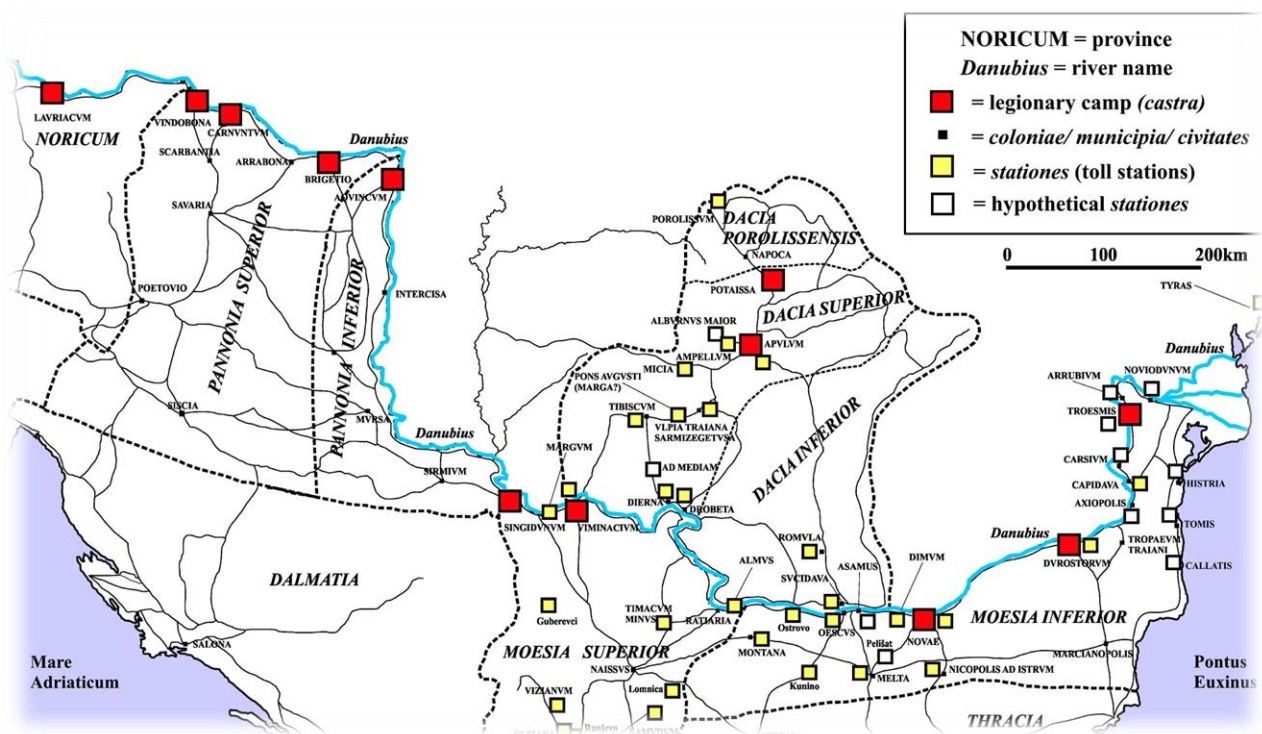 NORICUM = province
Danubius = river name
= legionary camp (castra)
= coloniae/ municipia/ civitates
= stationes (toll stations)
= hypothetical stationes
0 100 200km
LAVRIACVM
NORICUM
VINDOBONA
CARNVNTVM
SCARBANTIA
ARRABONA
BRIGETIO
Danubius
AQVINCVM
SAVARIA
PANNONIA SUPERIOR
PANNONIA INFERIOR
POETOVIO
INTERCISA
SISCIA
MVRSA
Danubius
SIRMIVM
SINGIDVNVM
MARGVM
VIMINACIVM
DALMATIA
SALONA
Mare
Adriaticum
POROLISSVM
DACIA
POROLISSENSIS
NAPOCA
POTAISSA
DACIA SUPERIOR
ALBVRNVS MAIOR
AMPELLVM
APVLVM
MICIA
PONS AVGVSTI
(MARGA?)
TIBISCVM
VLPIA TRAIANA
SARMIZEGETVSA
AD MEDIAM
DIERNA
DROBETA
DACIA INFERIOR
ROMVLA
SVCIDAVA
ASAMUS
DIMVM
ALMVS
RATIARIA
TIMACVM
MINVS
Guberevci
MOESIA SUPERIOR
NAISSVS
VIZIANVM
Lomnica
Runjevo
Ostrovo
OESCVS
MONTANA
Kunino
Pelišat
MELTA
NOVAE
NICOPOLIS AD ISTRVM
MOESIA INFERIOR
MARCIANOPOLIS
THRACIA
Danubius
DVROSTORVM
TROPAEVM
TRAIANI
AXIOPOLIS
CAPIDAVA
CARSIVM
TROESMIS
ARRUBIVM
NOVIODVNVM
Danubius
TYRAS
HISTRIA
TOMIS
CALLATIS
Pontus
Euxinus